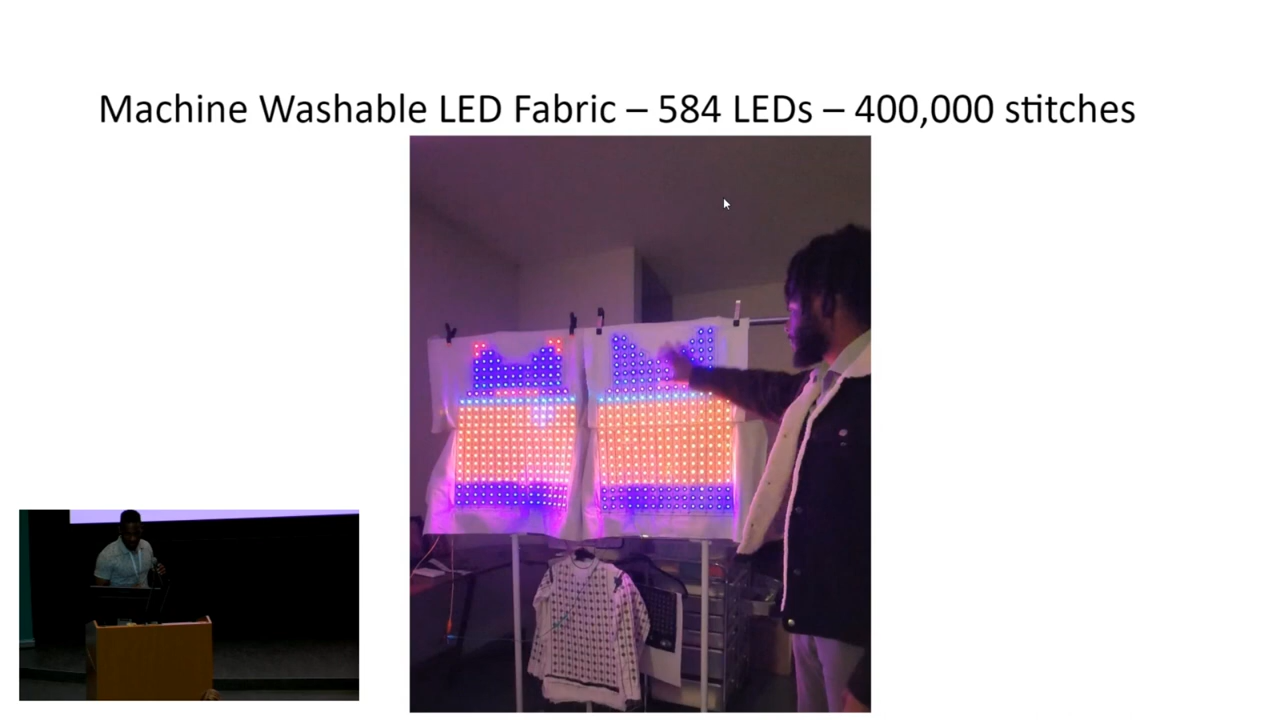 Machine Washable LED Fabric – 584 LEDs – 400,000 stitches